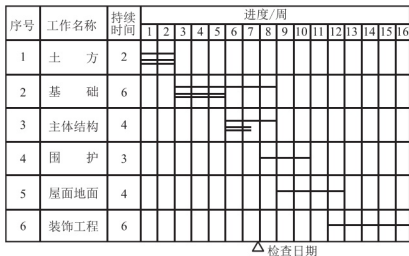 序号 工作名称 持续时间 进度/周
1 2 3 4 5 6 7 8 9 10 11 12 13 14 15 16
1 土 方 2
2 基 础 6
3 主体结构 4
4 围 护 3
5 屋面地面 4
6 装饰工程 6
△检查日期